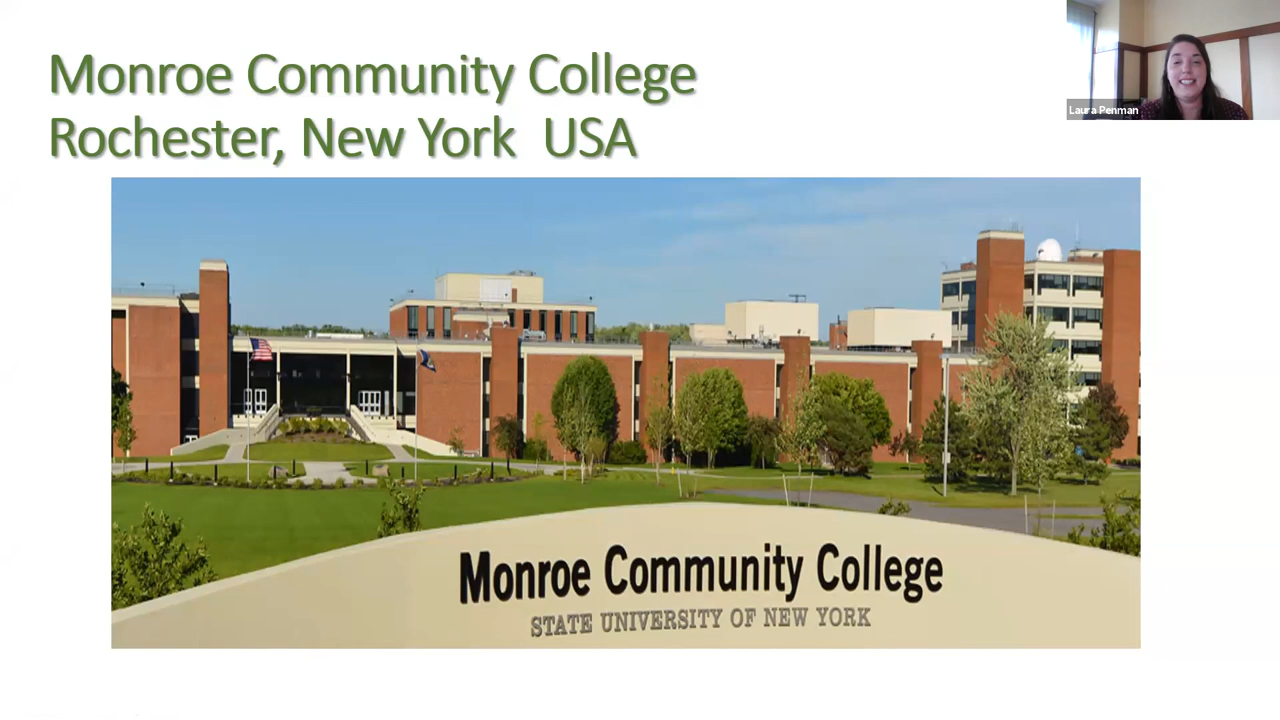 Monroe Community College
Rochester, New York USA
Laura Penman
Monroe Community College
STATE UNIVERSITY OF NEW YORK